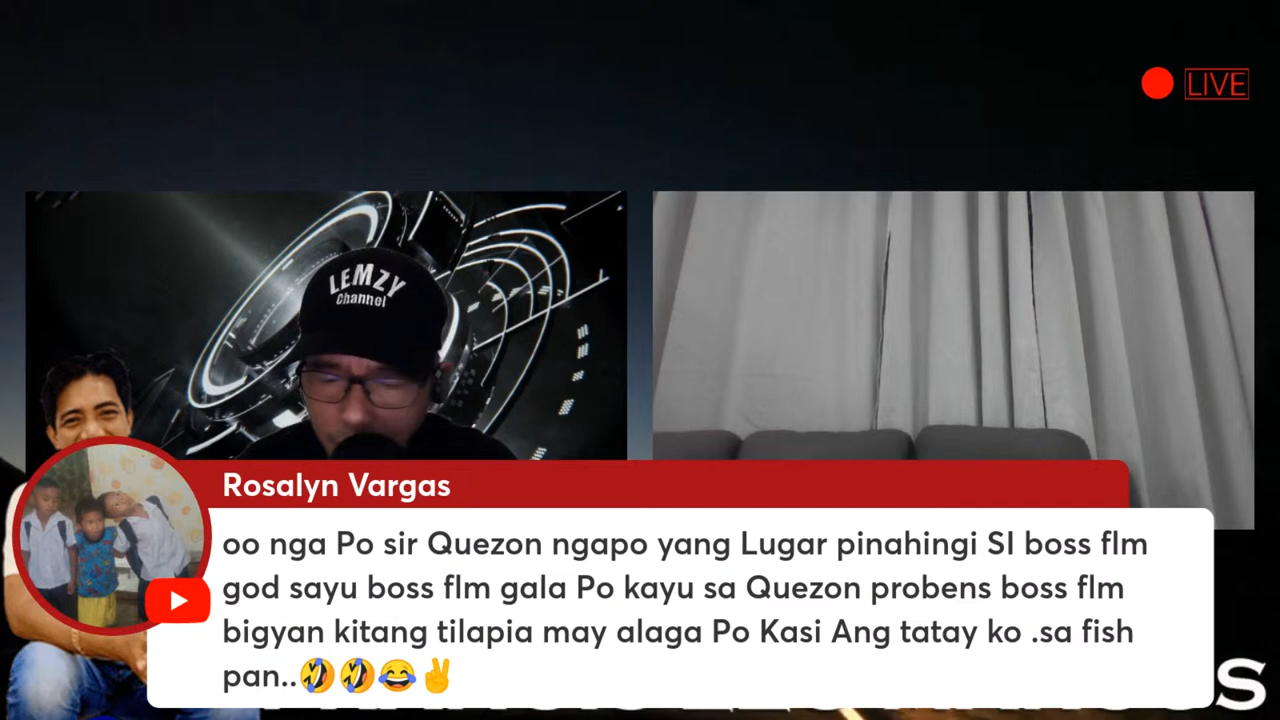 LIVE
LEMZY
Channel
Rosalyn Vargas
oo nga Po sir Quezon ngapo yang Lugar pinahingi SI boss flm
god sayu boss flm gala Po kayu sa Quezon probens boss flm
bigyan kitang tilapia may alaga Po Kasi Ang tatay ko .sa fish
pan..🤣🤣😂✌️